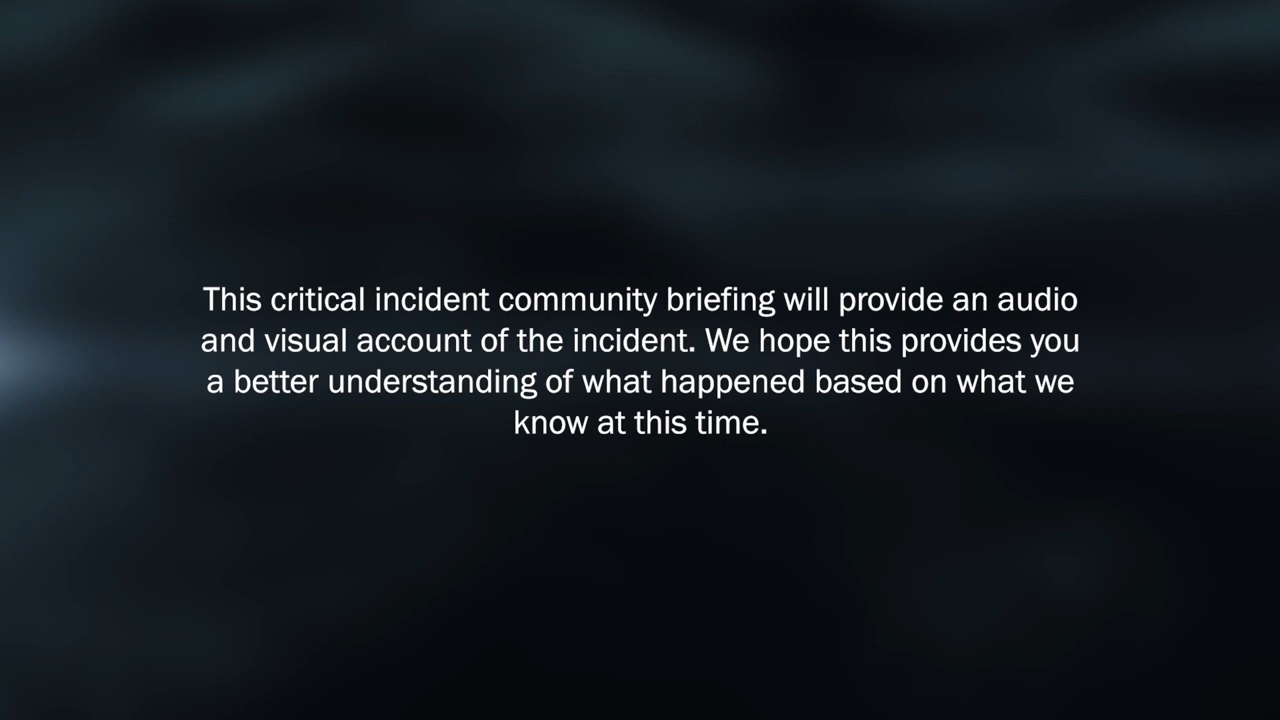 This critical incident community briefing will provide an audio
and visual account of the incident. We hope this provides you
a better understanding of what happened based on what we
know at this time.